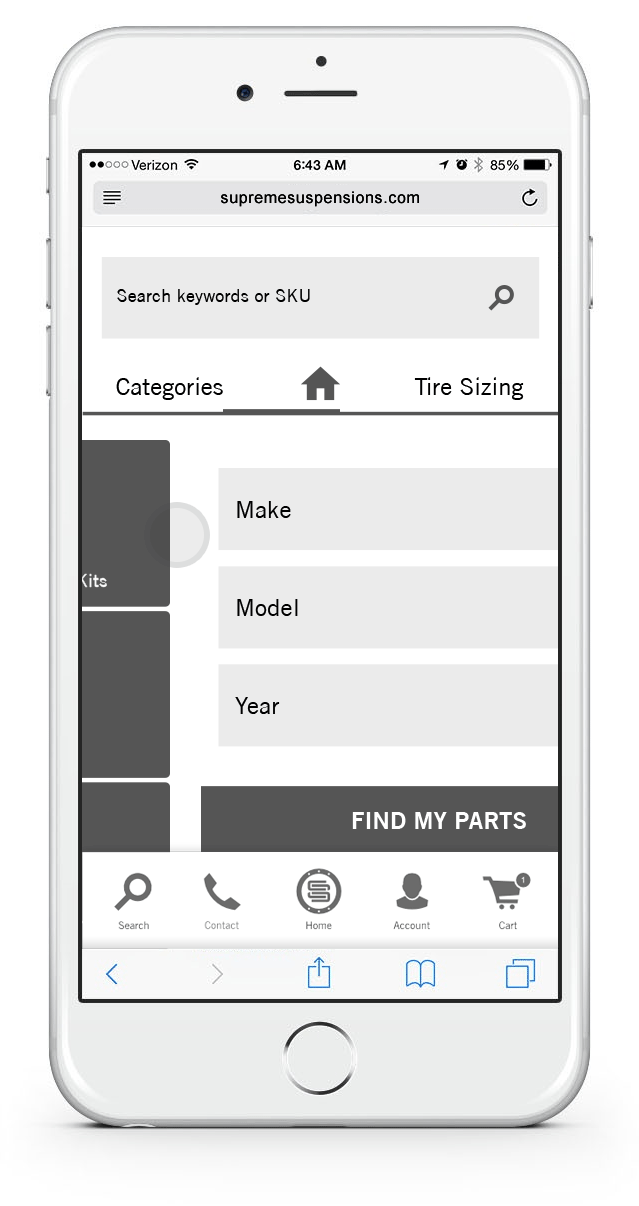 Verizon 6:43 AM 85%
supremesuspensions.com
Search keywords or SKU
Categories Tire Sizing
Make
Kits
Model
Year
FIND MY PARTS
1
Search Contact Home Account Cart